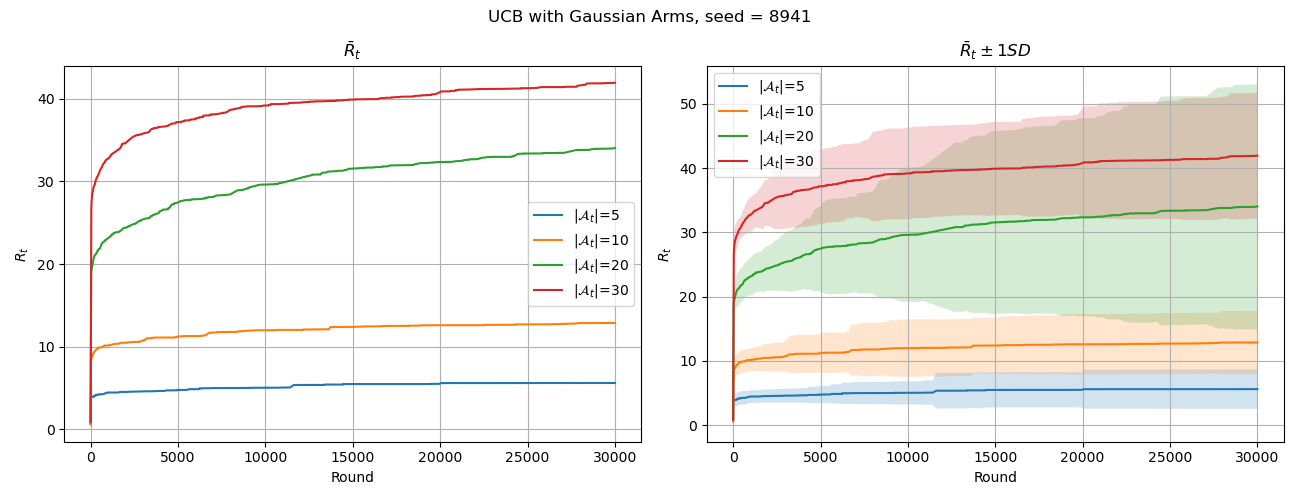 UCB with Gaussian Arms, seed = 8941
R̄ₜ
40
30
20
10
0
Rₜ
0 5000 10000 15000 20000 25000 30000
Round
|𝒜ₜ|=5
|𝒜ₜ|=10
|𝒜ₜ|=20
|𝒜ₜ|=30
R̄ₜ ± 1SD
50
40
30
20
10
0
Rₜ
0 5000 10000 15000 20000 25000 30000
Round
|𝒜ₜ|=5
|𝒜ₜ|=10
|𝒜ₜ|=20
|𝒜ₜ|=30